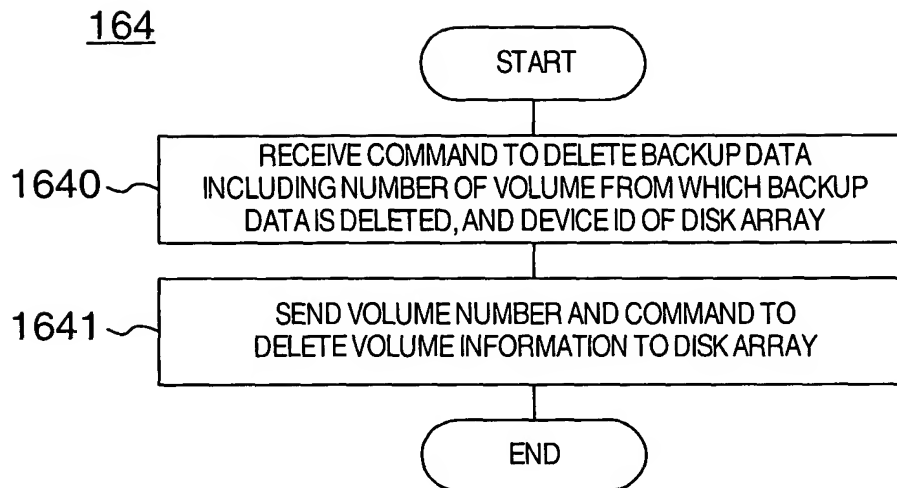 164
START
1640
RECEIVE COMMAND TO DELETE BACKUP DATA
INCLUDING NUMBER OF VOLUME FROM WHICH BACKUP
DATA IS DELETED, AND DEVICE ID OF DISK ARRAY
1641
SEND VOLUME NUMBER AND COMMAND TO
DELETE VOLUME INFORMATION TO DISK ARRAY
END